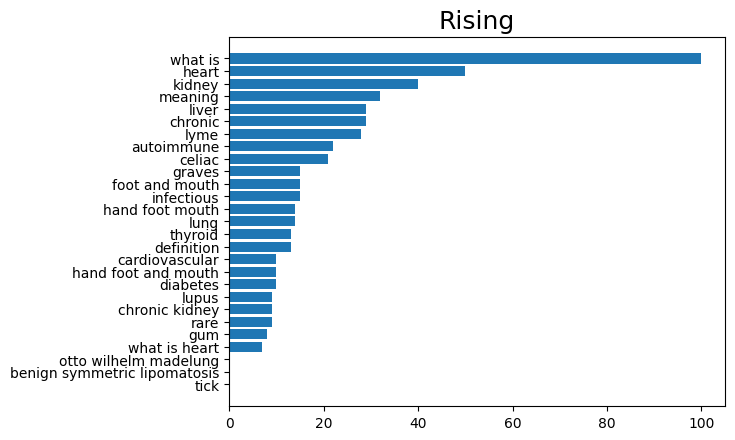 Rising
what is
heart
kidney
meaning
liver
chronic
lyme
autoimmune
celiac
graves
foot and mouth
infectious
hand foot mouth
lung
thyroid
definition
cardiovascular
hand foot and mouth
diabetes
lupus
chronic kidney
rare
gum
what is heart
otto wilhelm madelung
benign symmetric lipomatosis
tick
0 20 40 60 80 100